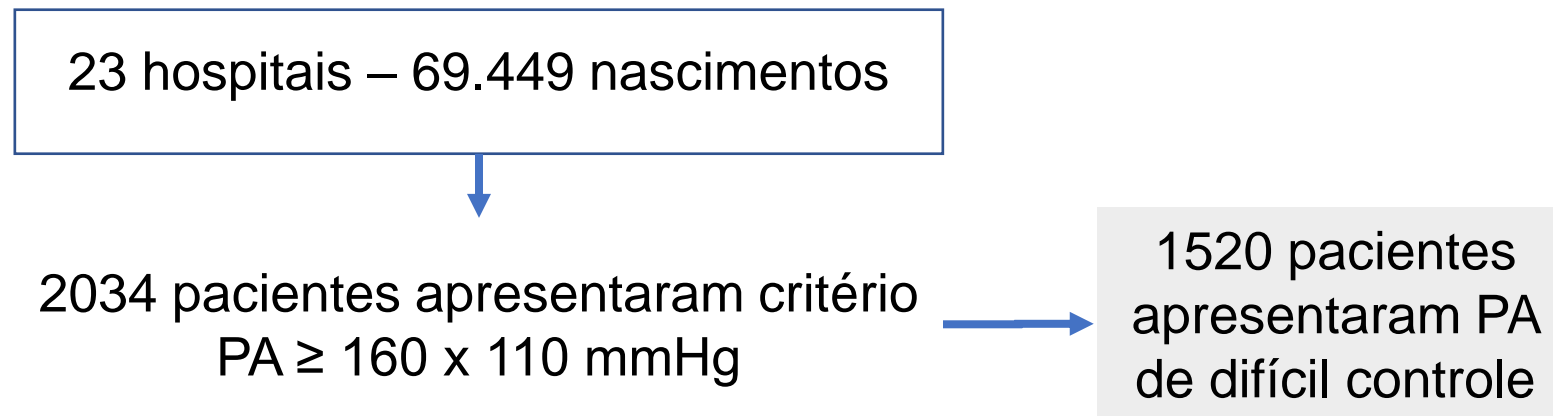 23 hospitais – 69.449 nascimentos
2034 pacientes apresentaram critério
PA ≥ 160 x 110 mmHg
1520 pacientes
apresentaram PA
de difícil controle